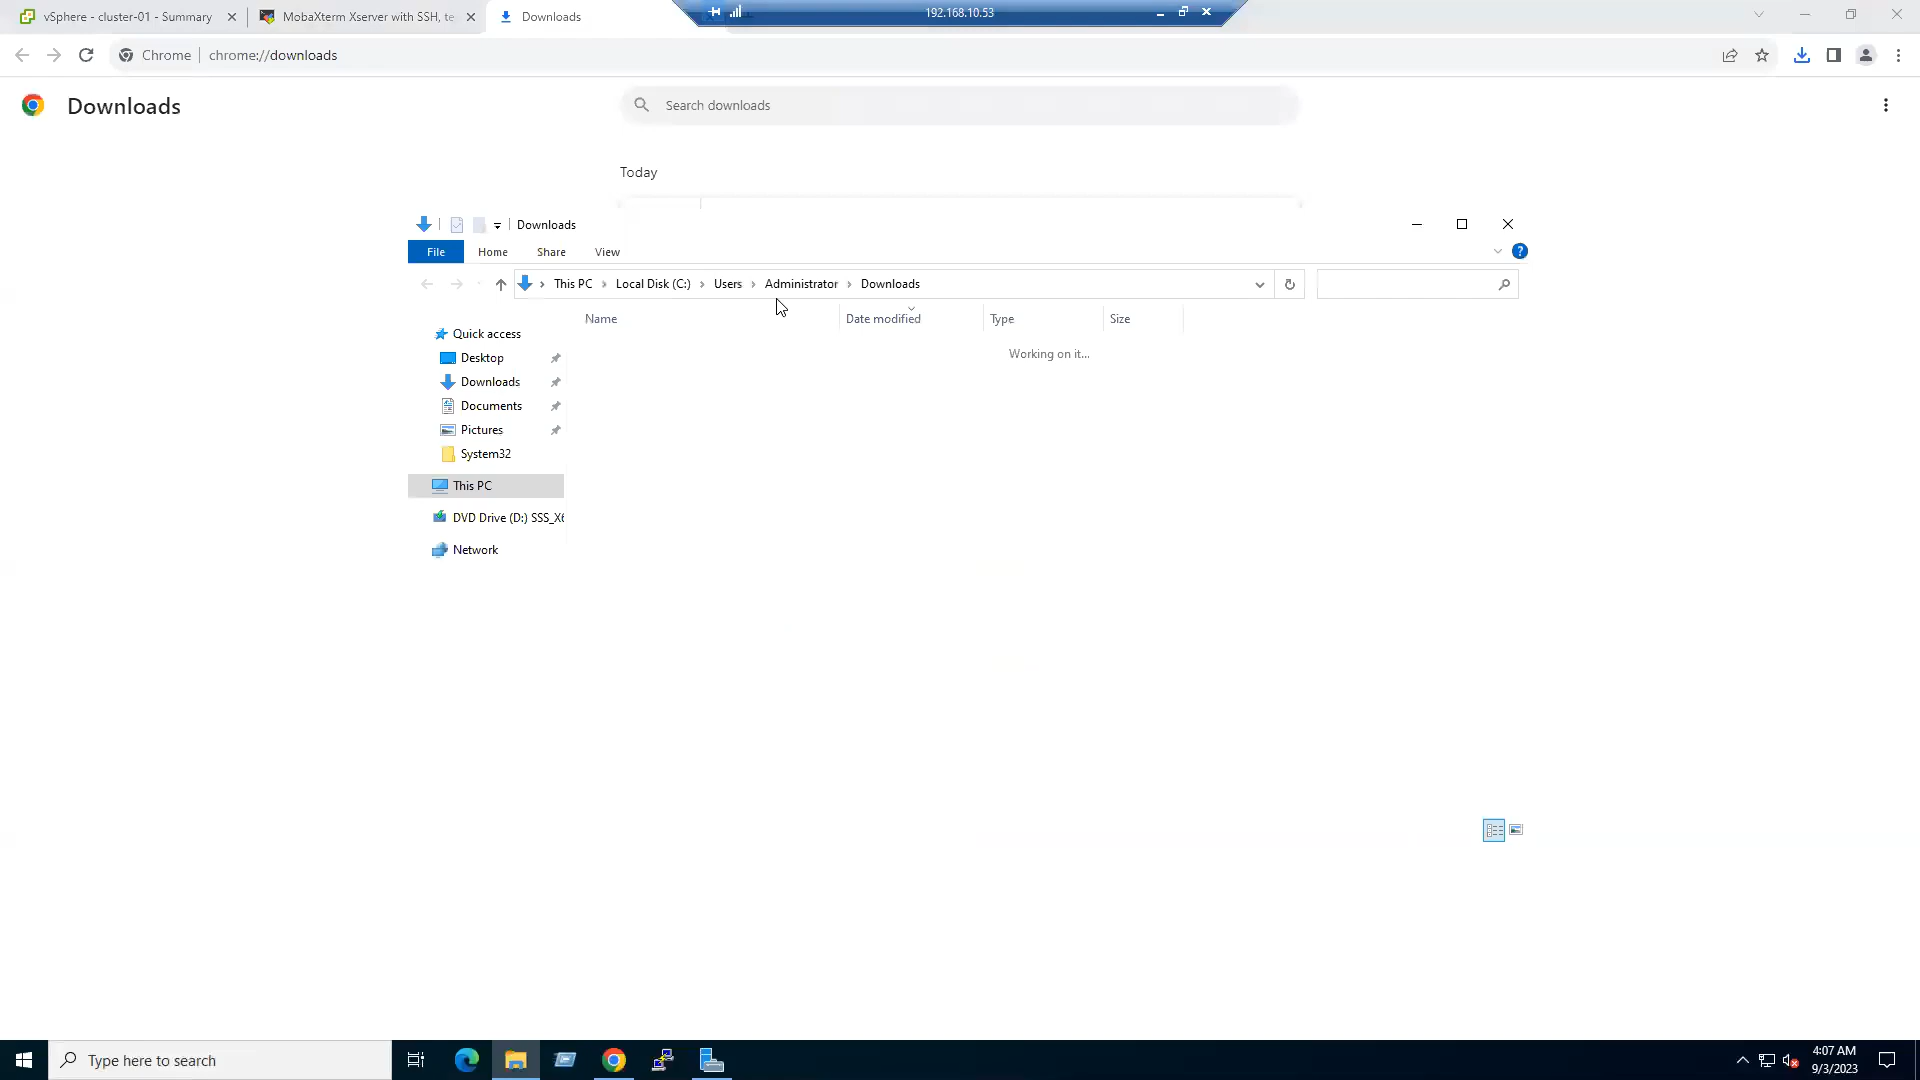 vSphere - cluster-01 - Summary
MobaXterm Xserver with SSH, te
Downloads
192.168.10.53
Chrome
chrome://downloads
Downloads
Search downloads
Today
Downloads
File
Home
Share
View
This PC
Local Disk (C:)
Users
Administrator
Downloads
Name
Date modified
Type
Size
Working on it...
Quick access
Desktop
Downloads
Documents
Pictures
System32
This PC
DVD Drive (D:) SSS_X6
Network
Type here to search
4:07 AM
9/3/2023